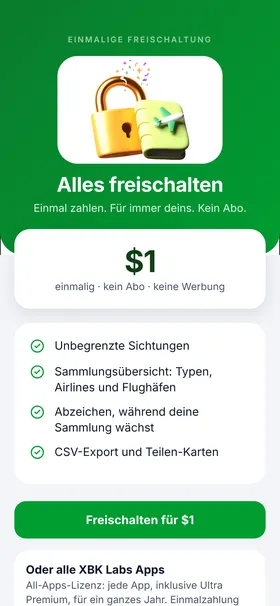 EINMALIGE FREISCHALTUNG
Alles freischalten
Einmal zahlen. Für immer deins. Kein Abo.
$1
einmalig · kein Abo · keine Werbung
Unbegrenzte Sichtungen
Sammlungsübersicht: Typen,
Airlines und Flughäfen
Abzeichen, während deine
Sammlung wächst
CSV-Export und Teilen-Karten
Freischalten für $1
Oder alle XBK Labs Apps
All-Apps-Lizenz: jede App, inklusive Ultra
Premium, für ein ganzes Jahr. Einmalzahlung